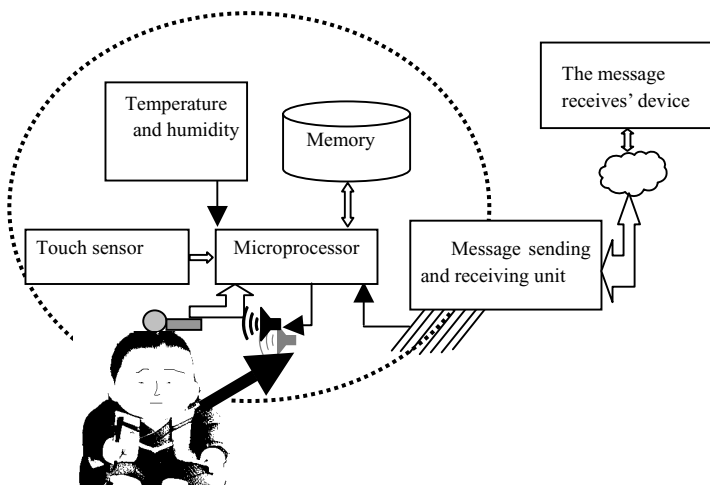 Temperature
and humidity
Memory
The message
receives' device
Touch sensor
Microprocessor
Message sending
and receiving unit